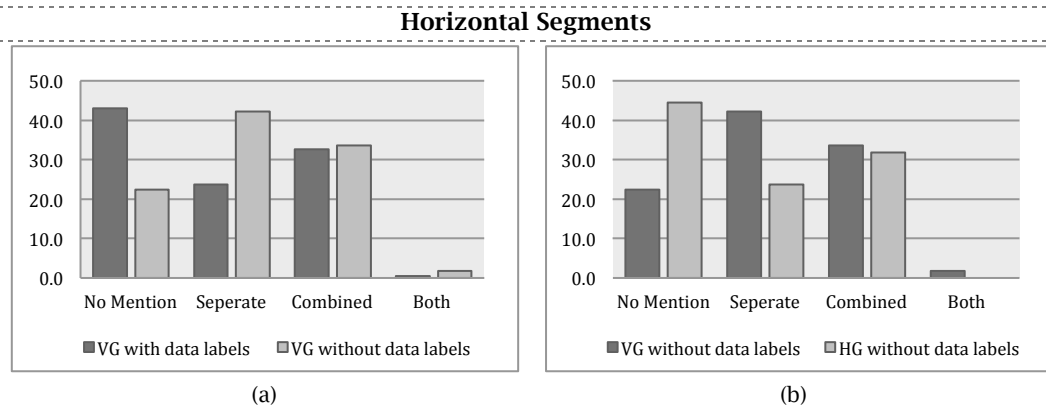 Horizontal Segments
50.0
40.0
30.0
20.0
10.0
0.0
No Mention Seperate Combined Both
VG with data labels VG without data labels
(a)
50.0
40.0
30.0
20.0
10.0
0.0
No Mention Seperate Combined Both
VG without data labels HG without data labels
(b)